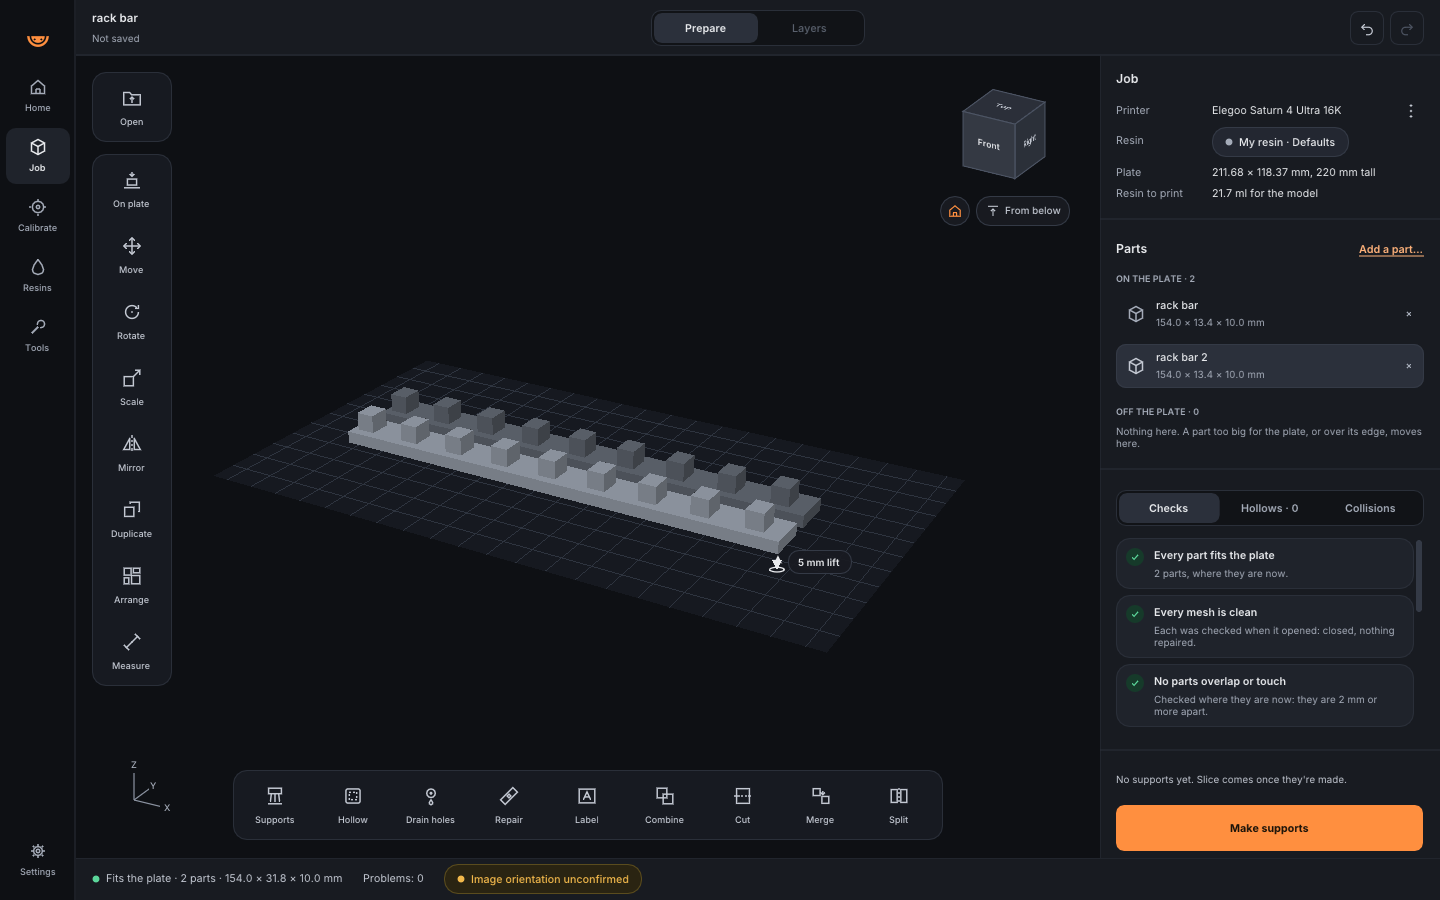 rack bar
Not saved
Prepare
Layers
Home
Job
Calibrate
Resins
Tools
Settings
Open
On plate
Move
Rotate
Scale
Mirror
Duplicate
Arrange
Measure
Top
Front
Right
From below
5 mm lift
Z
Y
X
Supports
Hollow
Drain holes
Repair
Label
Combine
Cut
Merge
Split
Job
Printer
Elegoo Saturn 4 Ultra 16K
Resin
My resin · Defaults
Plate
211.68 × 118.37 mm, 220 mm tall
Resin to print
21.7 ml for the model
Parts
Add a part...
ON THE PLATE · 2
rack bar
154.0 × 13.4 × 10.0 mm
rack bar 2
154.0 × 13.4 × 10.0 mm
OFF THE PLATE · 0
Nothing here. A part too big for the plate, or over its edge, moves
here.
Checks
Hollows · 0
Collisions
Every part fits the plate
2 parts, where they are now.
Every mesh is clean
Each was checked when it opened: closed, nothing
repaired.
No parts overlap or touch
Checked where they are now: they are 2 mm or
more apart.
No supports yet. Slice comes once they're made.
Make supports
Fits the plate · 2 parts · 154.0 × 31.8 × 10.0 mm
Problems: 0
Image orientation unconfirmed